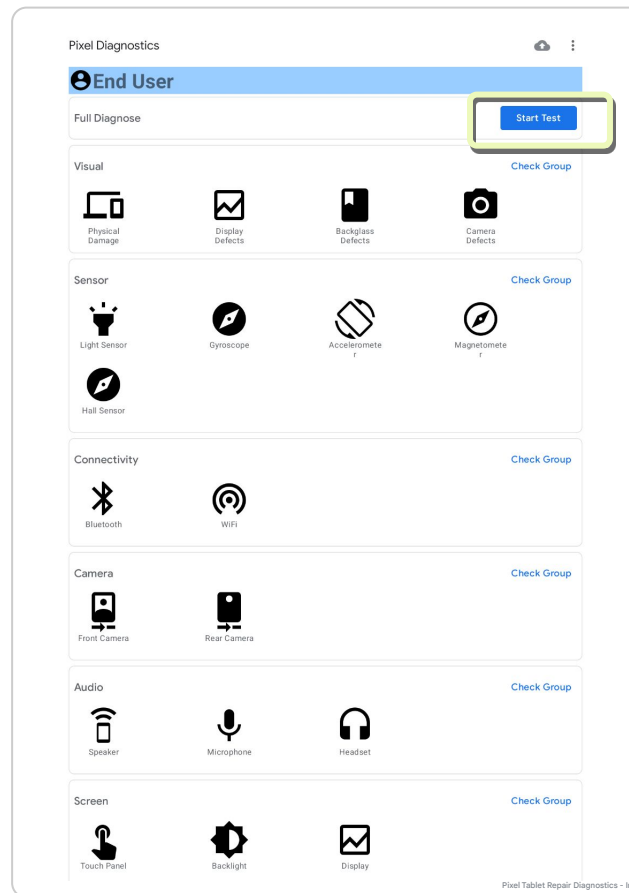 Pixel Diagnostics
End User
Full Diagnose
Start Test
Visual
Check Group
Physical
Damage
Display
Defects
Backglass
Defects
Camera
Defects
Sensor
Check Group
Light Sensor
Gyroscope
Acceleromete
r
Magnetomete
r
Hall Sensor
Connectivity
Check Group
Bluetooth
WiFi
Camera
Check Group
Front Camera
Rear Camera
Audio
Check Group
Speaker
Microphone
Headset
Screen
Check Group
Touch Panel
Backlight
Display
Pixel Tablet Repair Diagnostics -